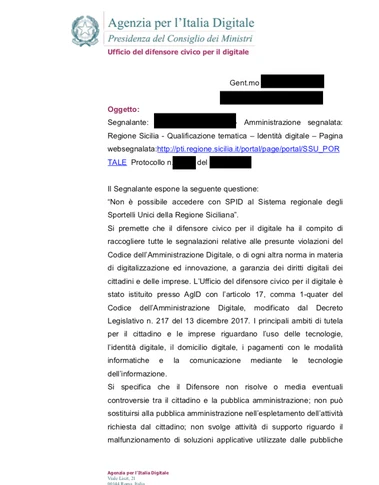 Agenzia per l'Italia Digitale
Presidenza del Consiglio dei Ministri
Ufficio del difensore civico per il digitale
Gent.mo
Oggetto:
Segnalante: , Amministrazione segnalata:
Regione Sicilia - Qualificazione tematica – Identità digitale – Pagina
websegnalata:http://pti.regione.sicilia.it/portal/page/portal/SSU_POR
TALE Protocollo n. del
Il Segnalante espone la seguente questione:
"Non è possibile accedere con SPID al Sistema regionale degli
Sportelli Unici della Regione Siciliana".
Si premette che il difensore civico per il digitale ha il compito di
raccogliere tutte le segnalazioni relative alle presunte violazioni del
Codice dell'Amministrazione Digitale, o di ogni altra norma in materia
di digitalizzazione ed innovazione, a garanzia dei diritti digitali dei
cittadini e delle imprese. L'Ufficio del difensore civico per il digitale è
stato istituito presso AgID con l'articolo 17, comma 1-quater del
Codice dell'Amministrazione Digitale, modificato dal Decreto
Legislativo n. 217 del 13 dicembre 2017. I principali ambiti di tutela
per il cittadino e le imprese riguardano l'uso delle tecnologie,
l'identità digitale, il domicilio digitale, i pagamenti con le modalità
informatiche e la comunicazione mediante le tecnologie
dell'informazione.
Si specifica che il Difensore non risolve o media eventuali
controversie tra il cittadino e la pubblica amministrazione; non può
sostituirsi alla pubblica amministrazione nell'espletamento dell'attività
richiesta dal cittadino; non svolge attività di supporto riguardo il
malfunzionamento di soluzioni applicative utilizzate dalle pubbliche
Agenzia per l'Italia Digitale
Viale Liszt, 21
00144 Roma, Italia